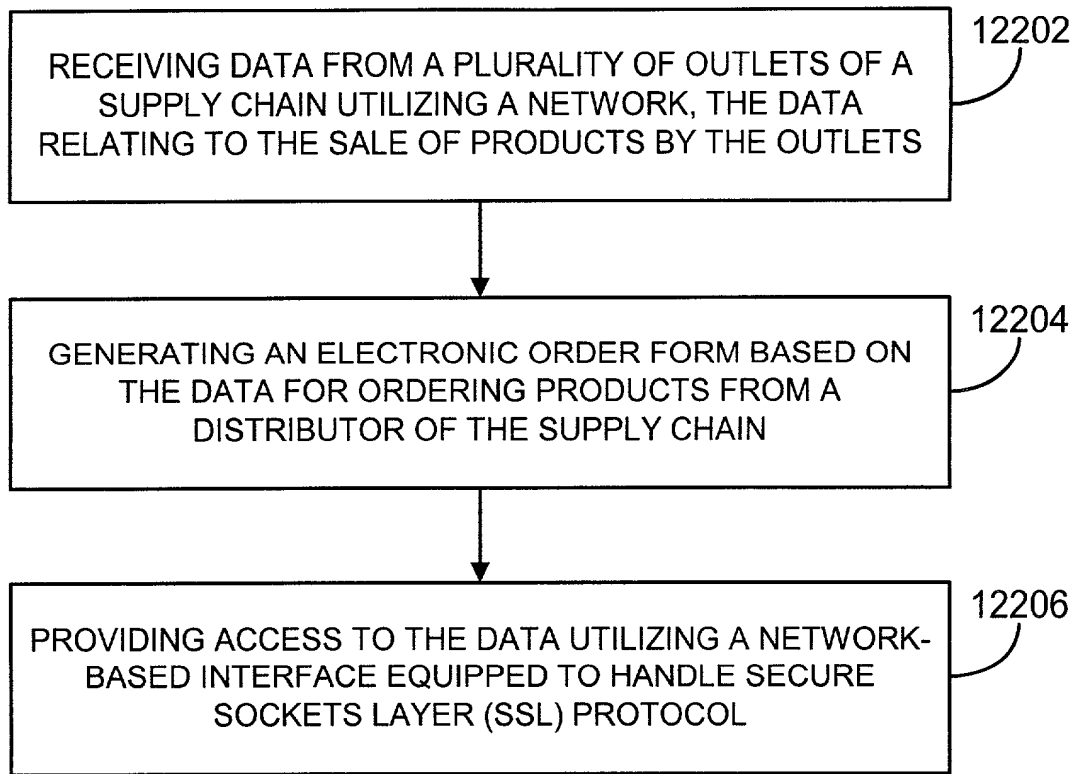 12202
RECEIVING DATA FROM A PLURALITY OF OUTLETS OF A
SUPPLY CHAIN UTILIZING A NETWORK, THE DATA
RELATING TO THE SALE OF PRODUCTS BY THE OUTLETS
12204
GENERATING AN ELECTRONIC ORDER FORM BASED ON
THE DATA FOR ORDERING PRODUCTS FROM A
DISTRIBUTOR OF THE SUPPLY CHAIN
12206
PROVIDING ACCESS TO THE DATA UTILIZING A NETWORK-
BASED INTERFACE EQUIPPED TO HANDLE SECURE
SOCKETS LAYER (SSL) PROTOCOL